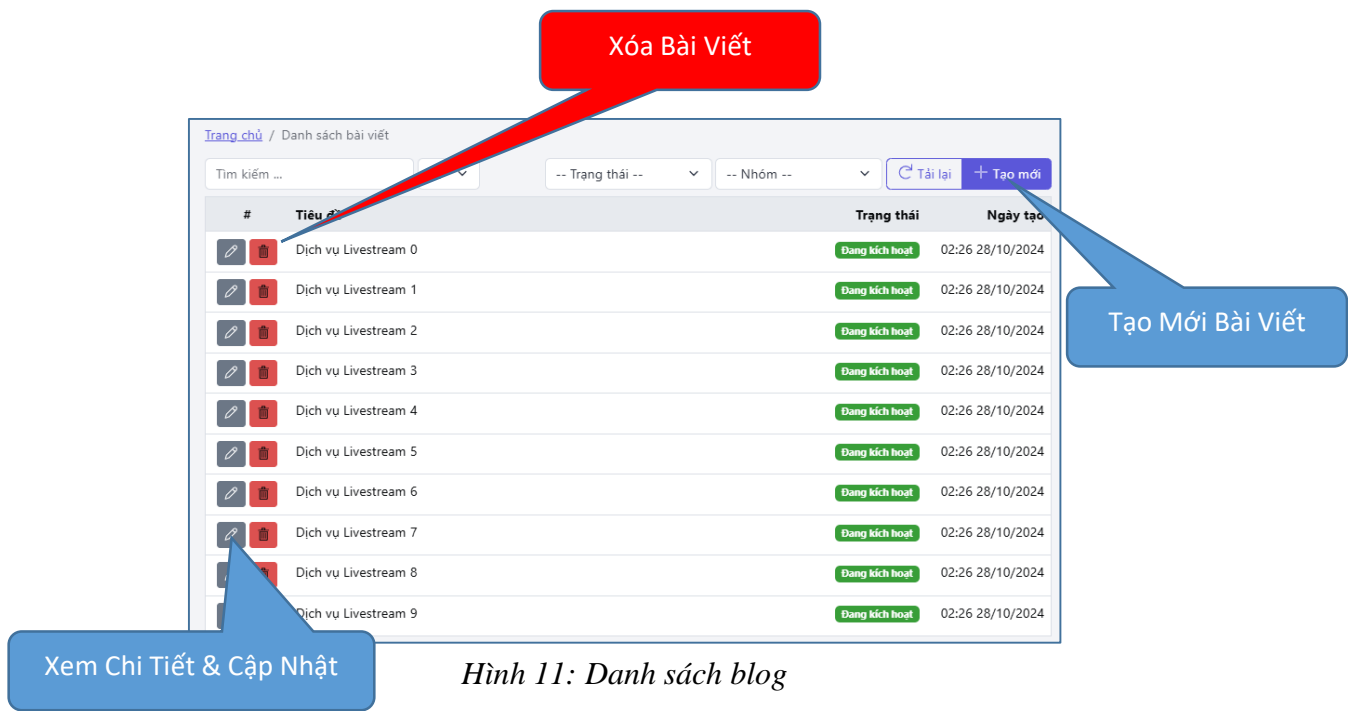 Xóa Bài Viết
Trang chủ / Danh sách bài viết
Tìm kiếm ... -- Trạng thái -- -- Nhóm -- Tải lại + Tạo mới
# Tiêu Trạng thái Ngày tạo
Dịch vụ Livestream 0 Đang kích hoạt 02:26 28/10/2024
Dịch vụ Livestream 1 Đang kích hoạt 02:26 28/10/2024
Dịch vụ Livestream 2 Đang kích hoạt 02:26 28/10/2024
Dịch vụ Livestream 3 Đang kích hoạt 02:26 28/10/2024
Dịch vụ Livestream 4 Đang kích hoạt 02:26 28/10/2024
Dịch vụ Livestream 5 Đang kích hoạt 02:26 28/10/2024
Dịch vụ Livestream 6 Đang kích hoạt 02:26 28/10/2024
Dịch vụ Livestream 7 Đang kích hoạt 02:26 28/10/2024
Dịch vụ Livestream 8 Đang kích hoạt 02:26 28/10/2024
Dịch vụ Livestream 9 Đang kích hoạt 02:26 28/10/2024
Tạo Mới Bài Viết
Xem Chi Tiết & Cập Nhật
Hình 11: Danh sách blog